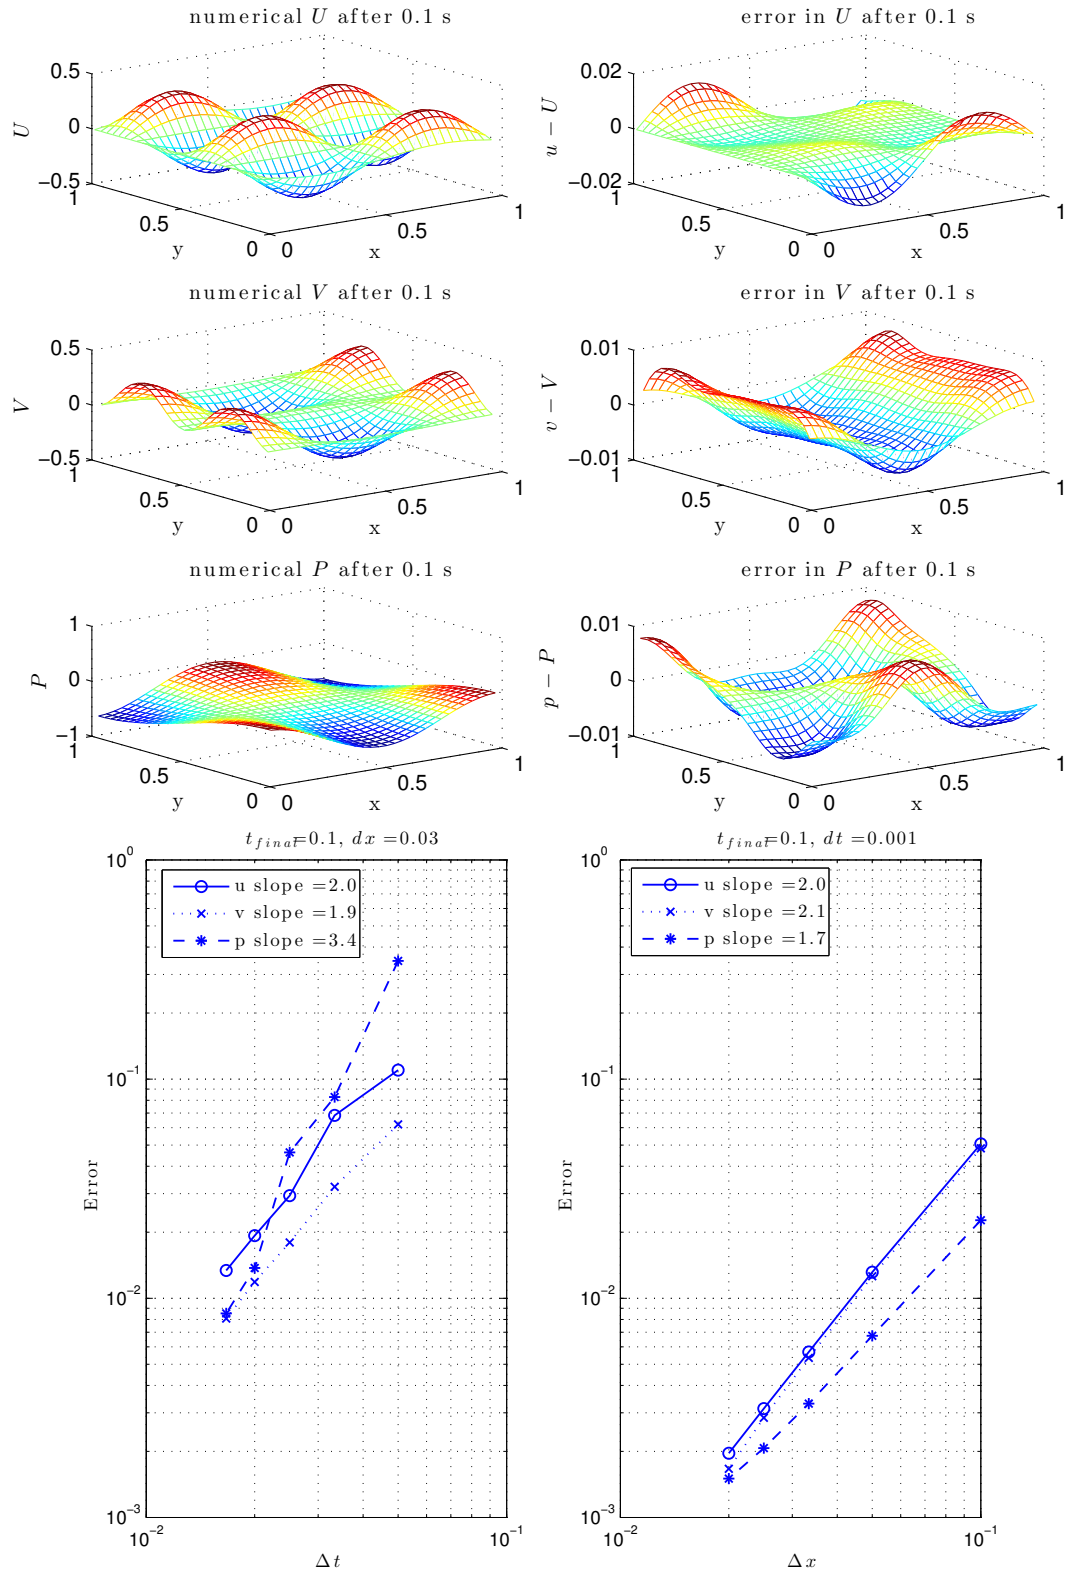 numerical U after 0.1 s
error in U after 0.1 s
0.5
0
−0.5
U
1
0.5
0
y
0
0.5
1
x
0.02
0
−0.02
u − U
1
0.5
0
y
0
0.5
1
x
numerical V after 0.1 s
error in V after 0.1 s
0.5
0
−0.5
V
1
0.5
0
y
0
0.5
1
x
0.01
0
−0.01
v − V
1
0.5
0
y
0
0.5
1
x
numerical P after 0.1 s
error in P after 0.1 s
1
0
−1
P
1
0.5
0
y
0
0.5
1
x
0.01
0
−0.01
p − P
1
0.5
0
y
0
0.5
1
x
t_final=0.1, dx =0.03
u slope =2.0
v slope =1.9
p slope =3.4
10^0
10^−1
10^−2
10^−3
Error
10^−2
10^−1
Δt
t_final=0.1, dt =0.001
u slope =2.0
v slope =2.1
p slope =1.7
10^0
10^−1
10^−2
10^−3
Error
10^−2
10^−1
Δx